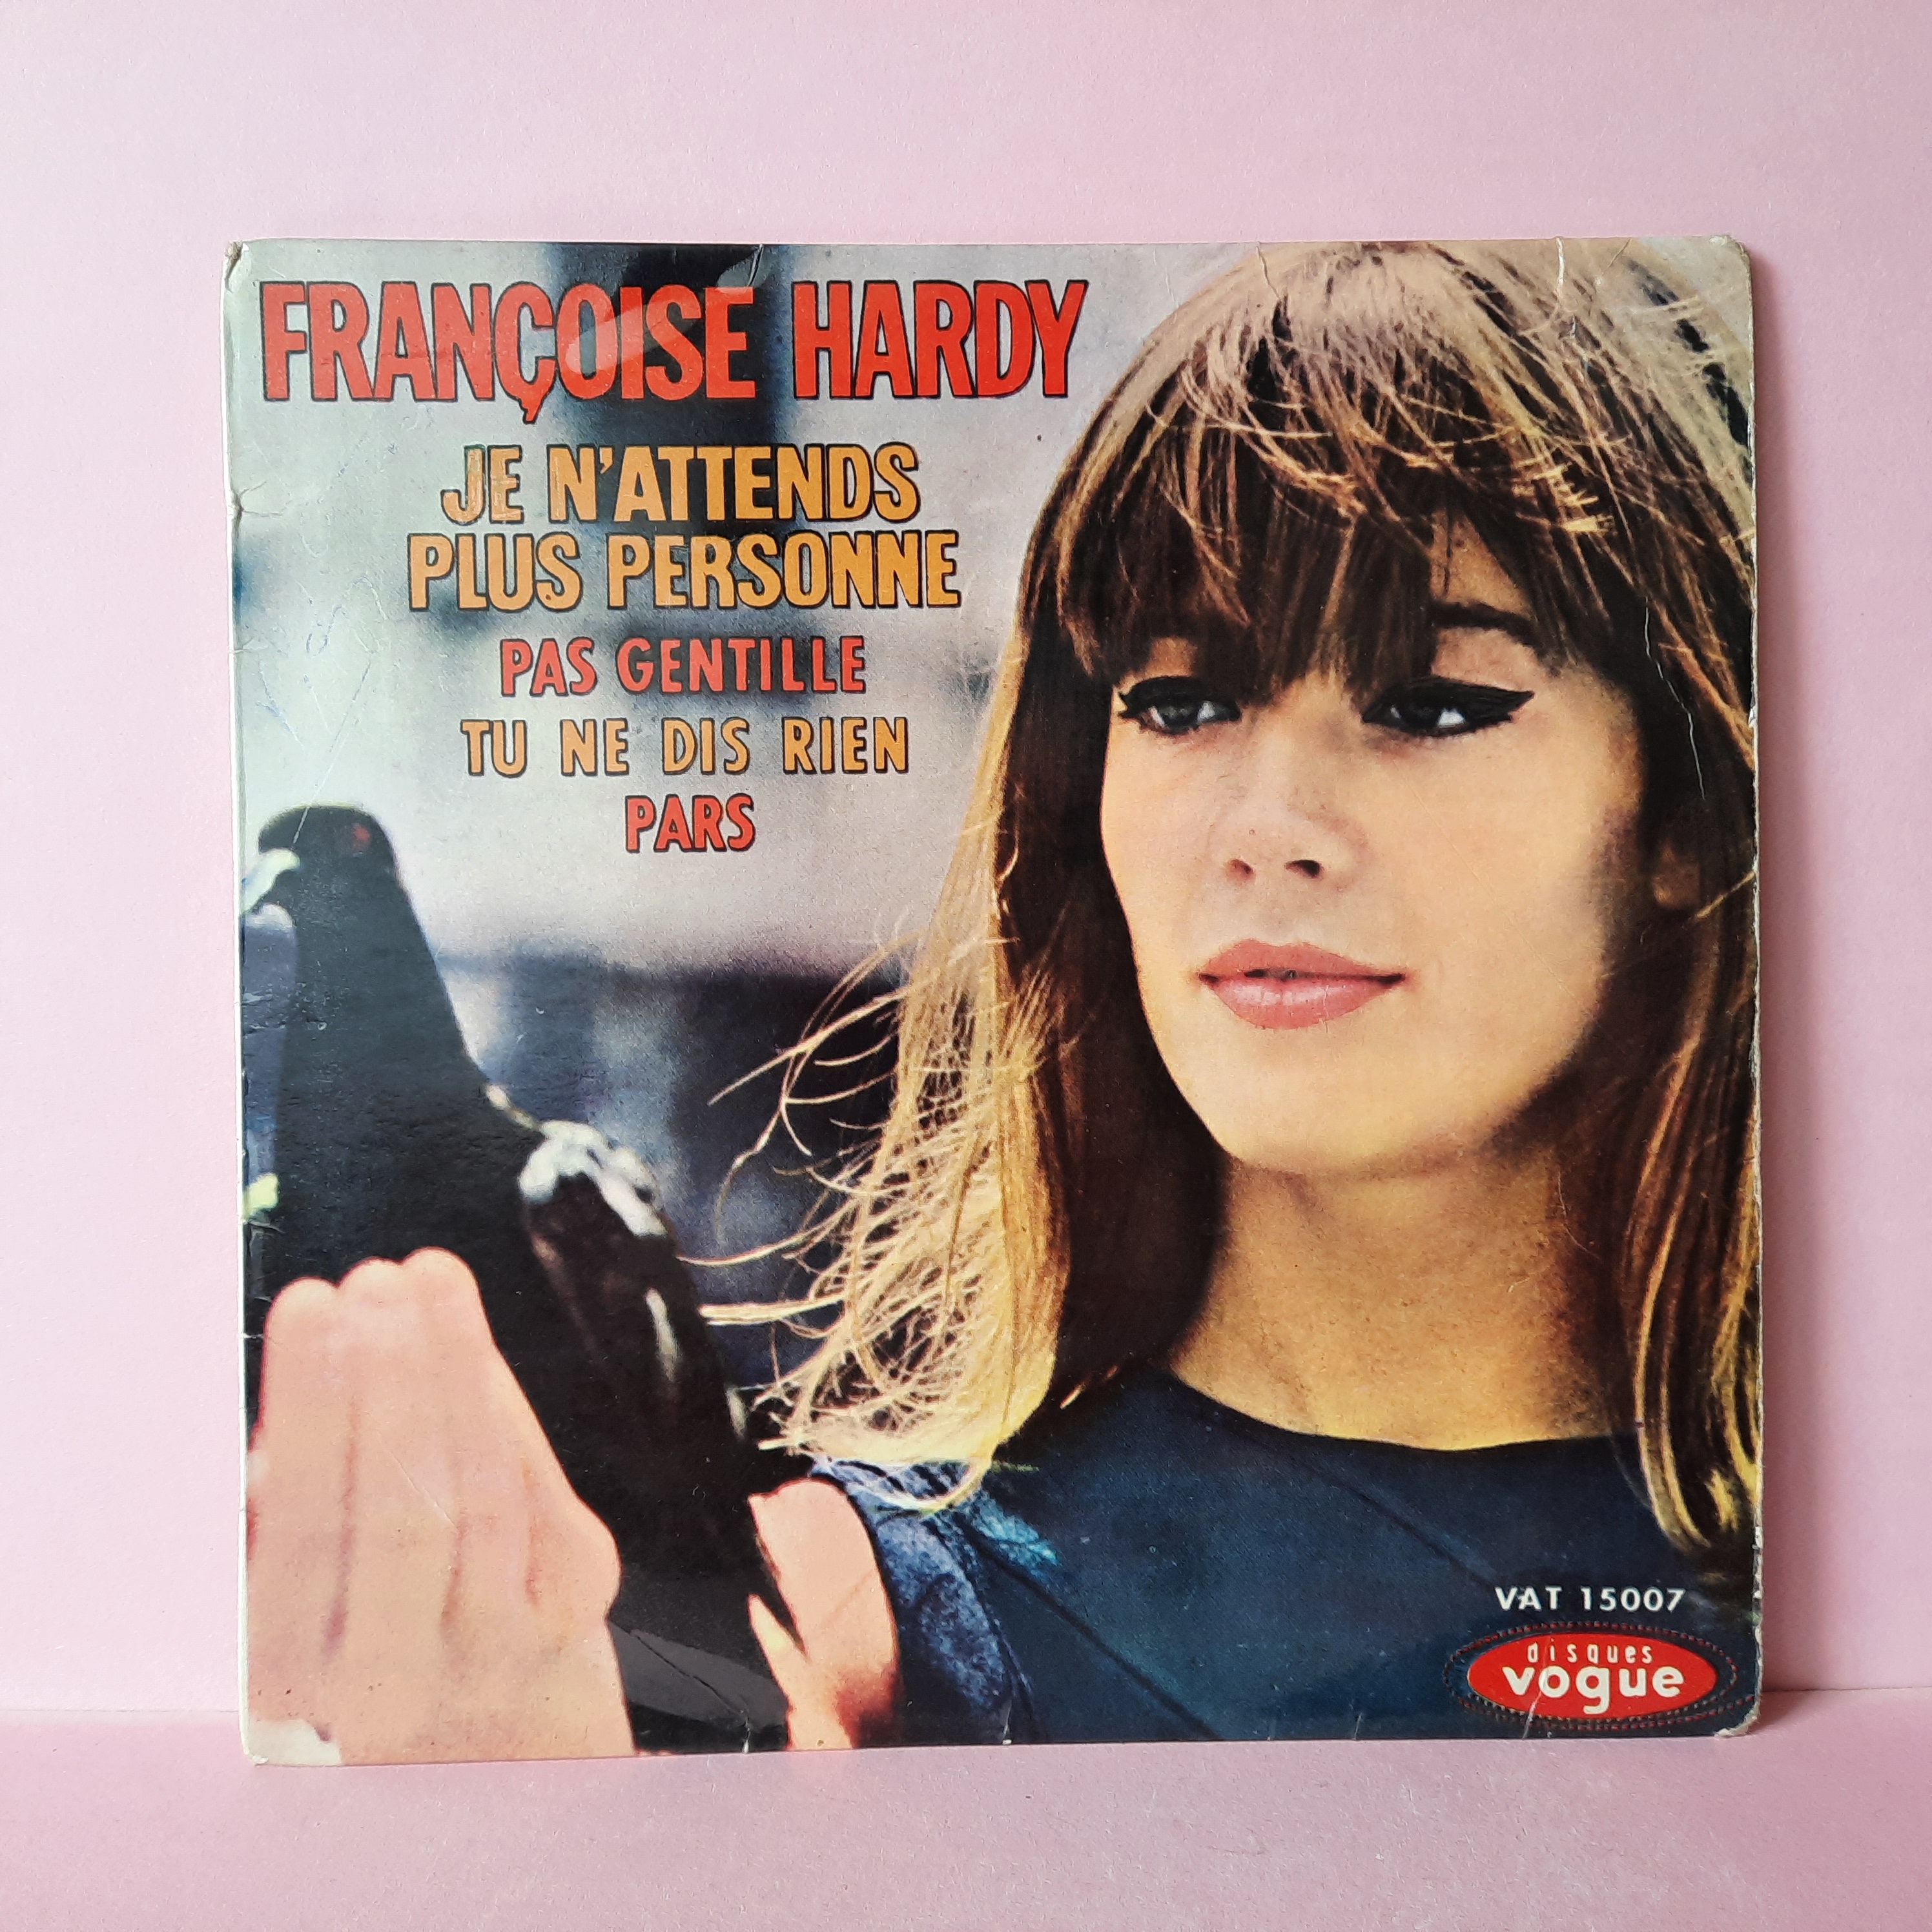 FRANÇOISE HARDY
JE N'ATTENDS
PLUS PERSONNE
PAS GENTILLE
TU NE DIS RIEN
PARS
VAT 15007
disques
vogue